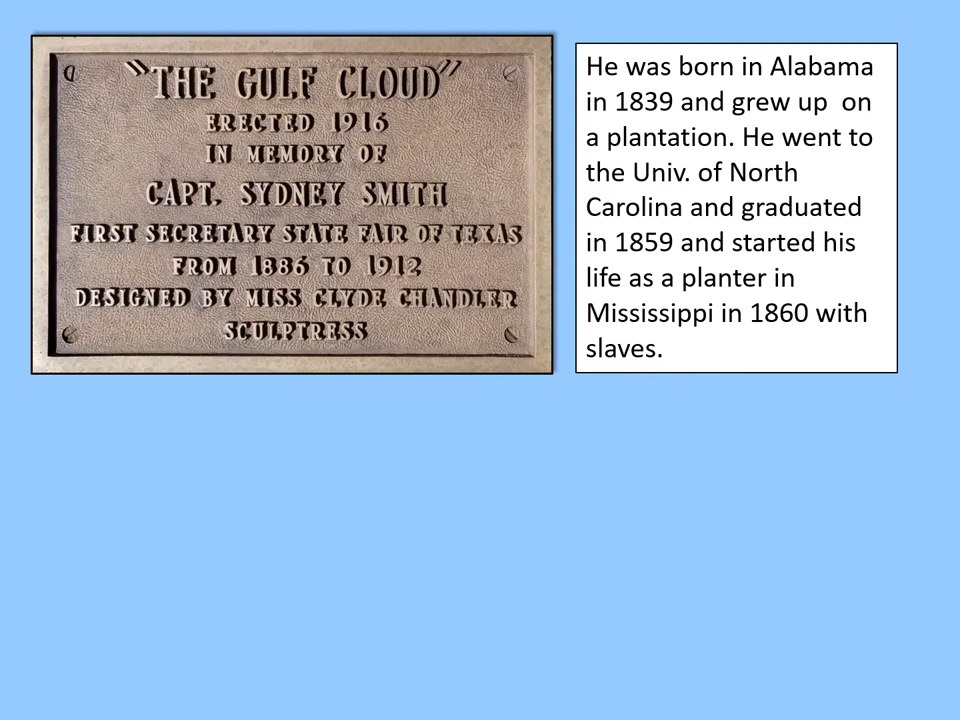 "THE GULF CLOUD"
ERECTED 1916
IN MEMORY OF
CAPT. SYDNEY SMITH
FIRST SECRETARY STATE FAIR OF TEXAS
FROM 1886 TO 1912
DESIGNED BY MISS CLYDE CHANDLER
SCULPTRESS
He was born in Alabama
in 1839 and grew up  on
a plantation. He went to
the Univ. of North
Carolina and graduated
in 1859 and started his
life as a planter in
Mississippi in 1860 with
slaves.